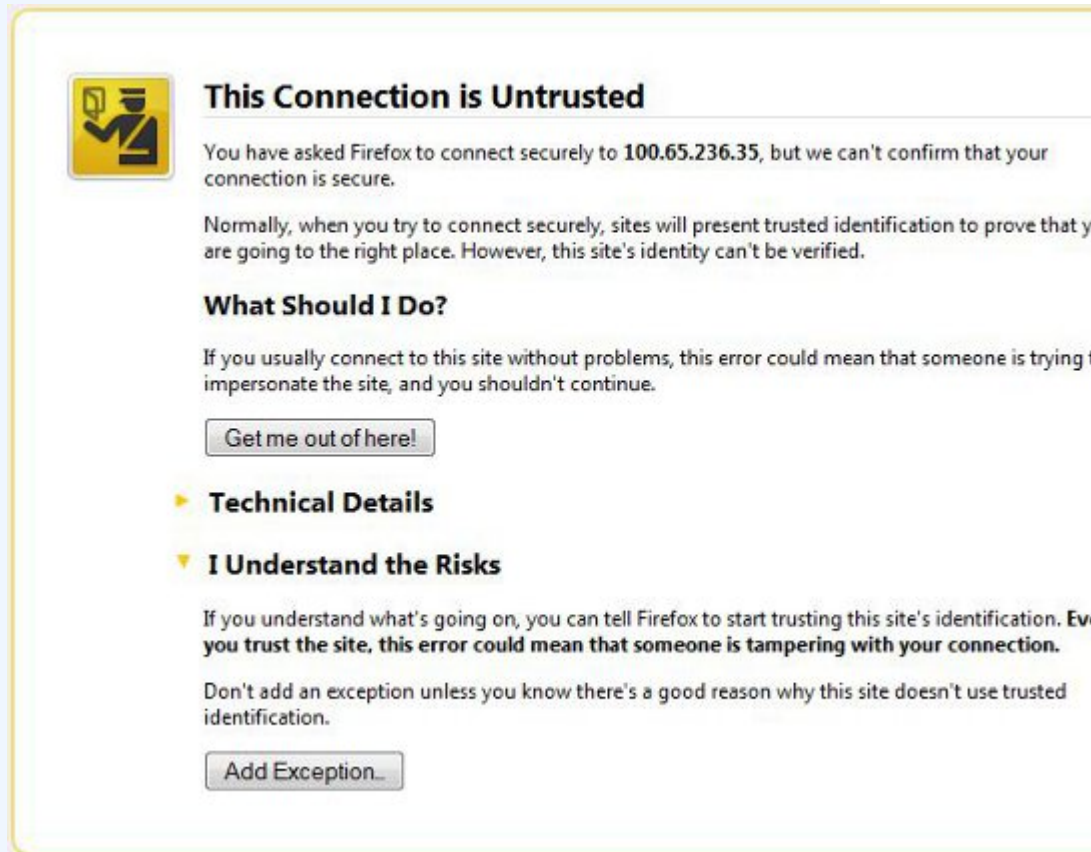 This Connection is Untrusted
You have asked Firefox to connect securely to 100.65.236.35, but we can't confirm that your
connection is secure.
Normally, when you try to connect securely, sites will present trusted identification to prove that y
are going to the right place. However, this site's identity can't be verified.
What Should I Do?
If you usually connect to this site without problems, this error could mean that someone is trying
impersonate the site, and you shouldn't continue.
Get me out of here!
Technical Details
I Understand the Risks
If you understand what's going on, you can tell Firefox to start trusting this site's identification. Ev
you trust the site, this error could mean that someone is tampering with your connection.
Don't add an exception unless you know there's a good reason why this site doesn't use trusted
identification.
Add Exception...